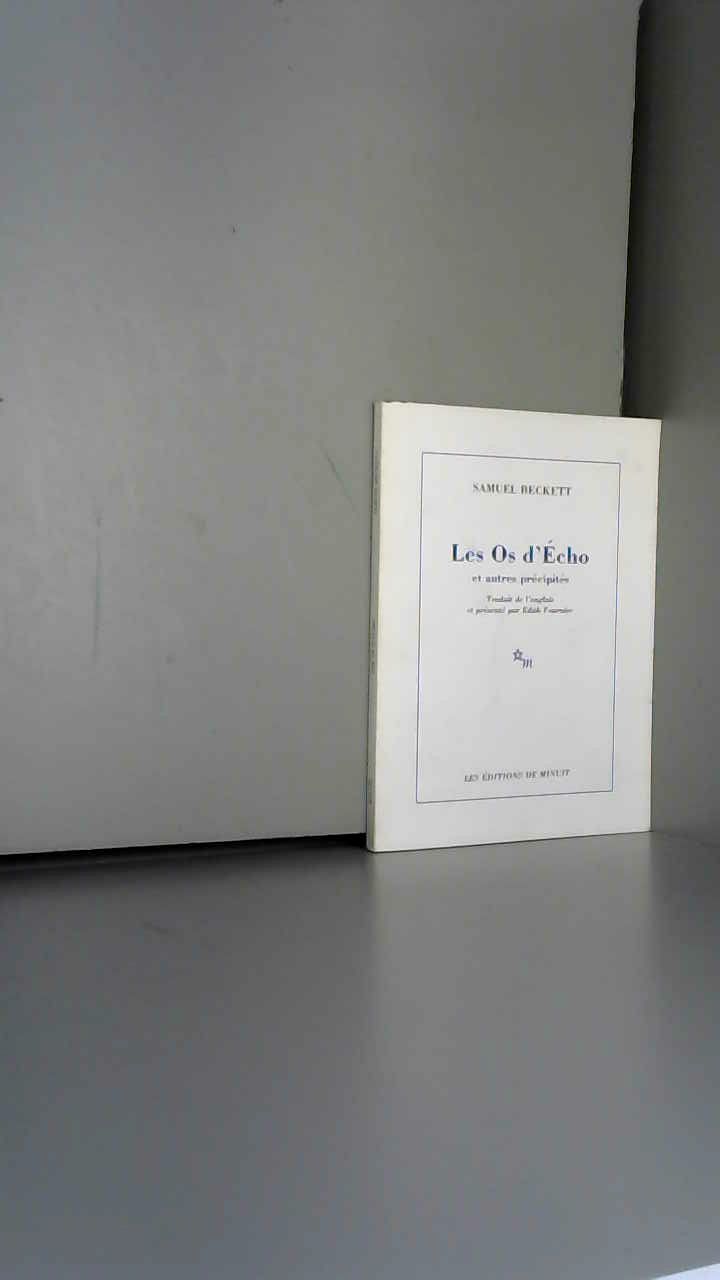 SAMUEL BECKETT
Les Os d'Écho
et autres précipités
Traduit de l'anglais
et présenté par Edith Fournier
m
LES ÉDITIONS DE MINUIT